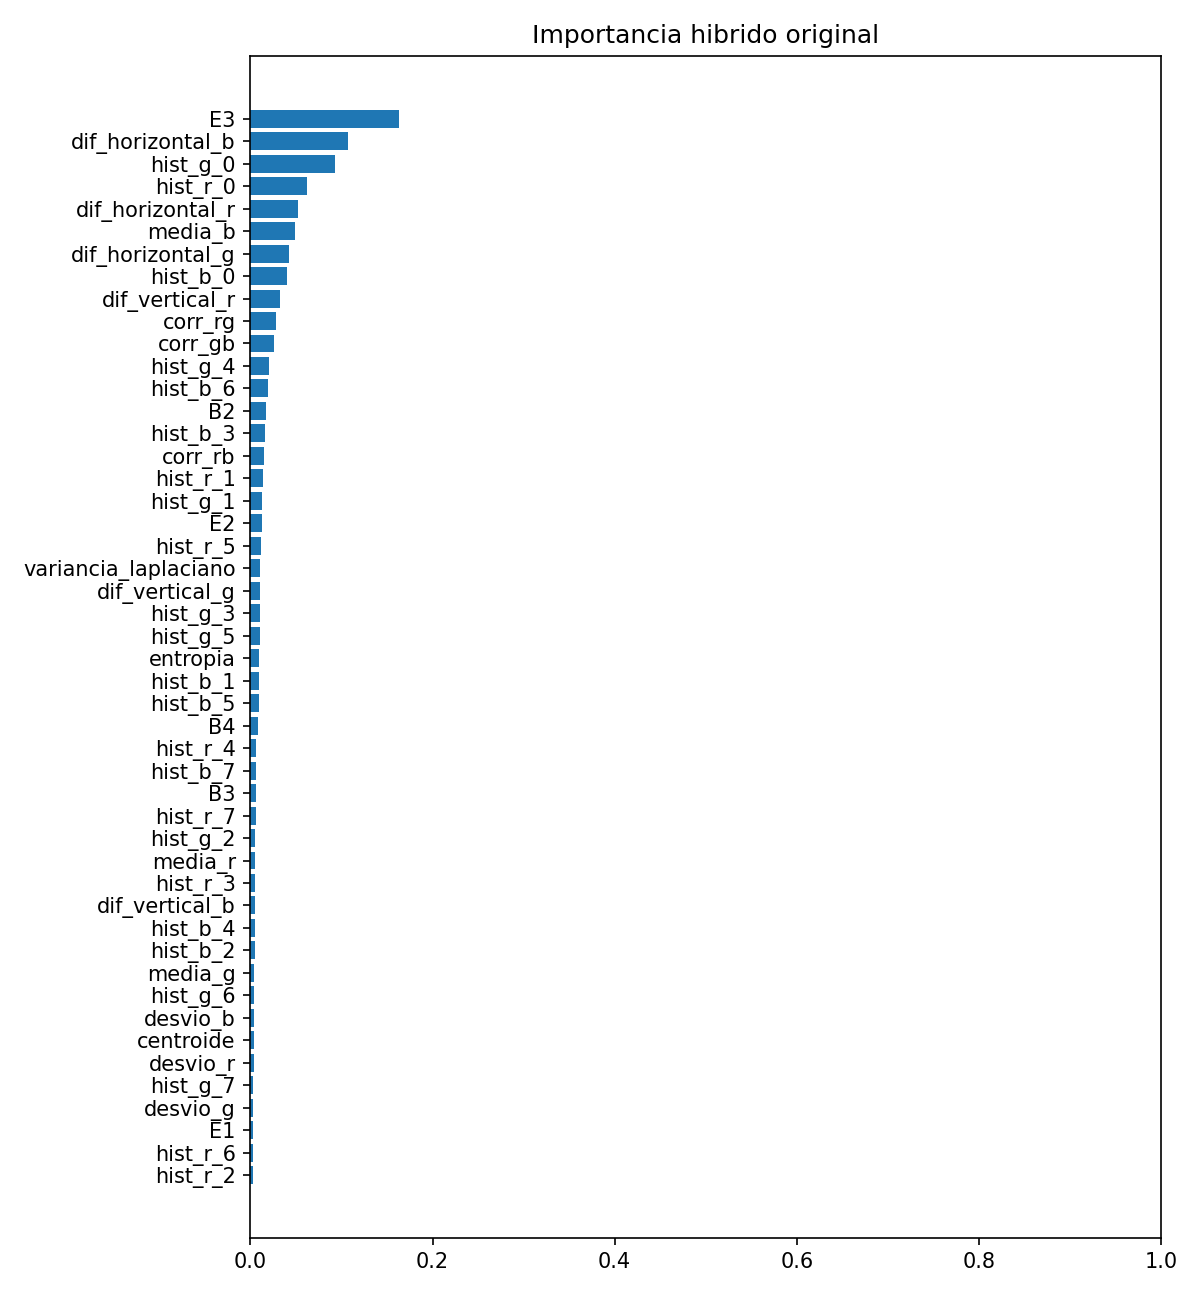 Importancia hibrido original
E3
dif_horizontal_b
hist_g_0
hist_r_0
dif_horizontal_r
media_b
dif_horizontal_g
hist_b_0
dif_vertical_r
corr_rg
corr_gb
hist_g_4
hist_b_6
B2
hist_b_3
corr_rb
hist_r_1
hist_g_1
E2
hist_r_5
variancia_laplaciano
dif_vertical_g
hist_g_3
hist_g_5
entropia
hist_b_1
hist_b_5
B4
hist_r_4
hist_b_7
B3
hist_r_7
hist_g_2
media_r
hist_r_3
dif_vertical_b
hist_b_4
hist_b_2
media_g
hist_g_6
desvio_b
centroide
desvio_r
hist_g_7
desvio_g
E1
hist_r_6
hist_r_2
0.0 0.2 0.4 0.6 0.8 1.0